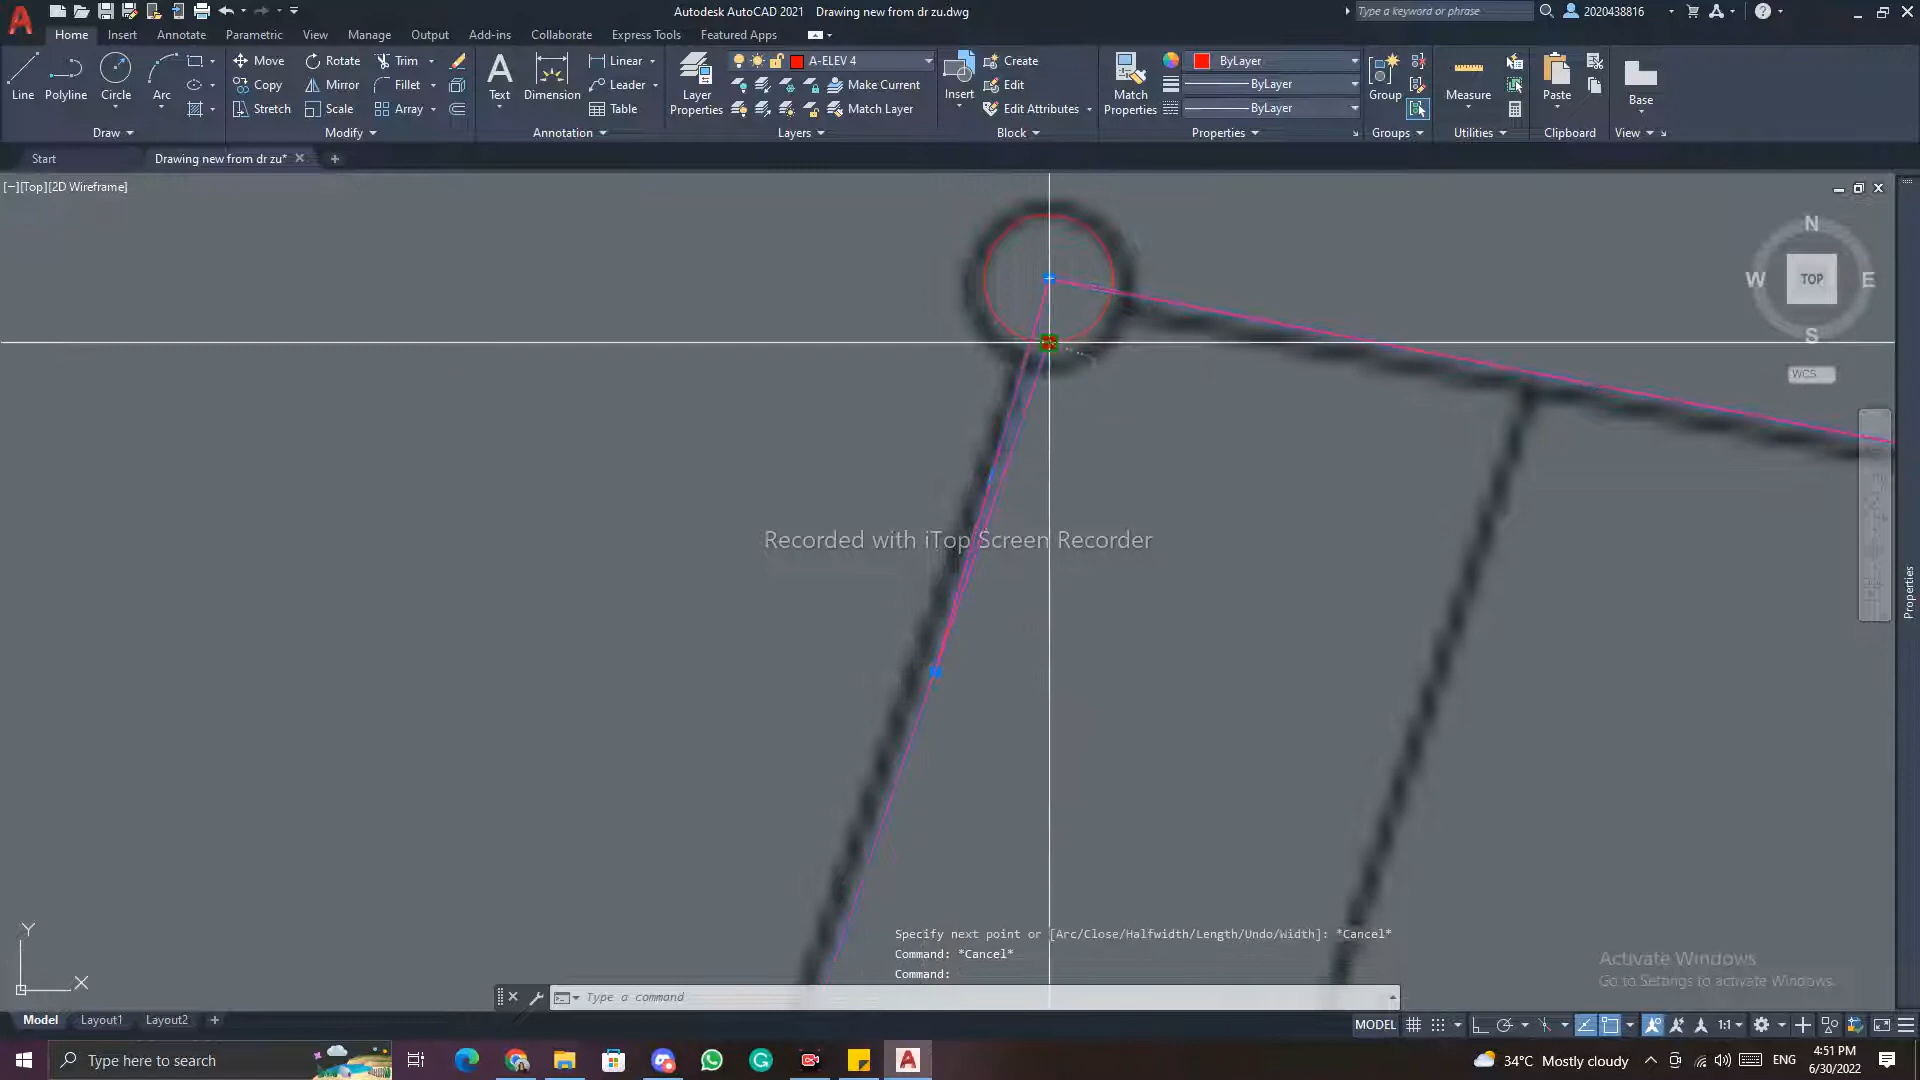 Autodesk AutoCAD 2021 Drawing new from dr zu.dwg
Type a keyword or phrase
2020438816
Home Insert Annotate Parametric View Manage Output Add-ins Collaborate Express Tools Featured Apps
Line Polyline Circle Arc
Move Rotate Trim
Copy Mirror Fillet
Stretch Scale Array
Text Dimension
Linear
Leader
Table
Layer Properties
A-ELEV 4
Make Current
Match Layer
Insert
Create
Edit
Edit Attributes
Match Properties
ByLayer
ByLayer
ByLayer
Group Measure Paste Base
Draw Modify Annotation Layers Block Properties Groups Utilities Clipboard View
Start Drawing new from dr zu*
[−][Top][2D Wireframe]
N
W TOP E
S
WCS
Properties
Recorded with iTop Screen Recorder
Specify next point or [Arc/Close/Halfwidth/Length/Undo/Width]: *Cancel*
Command: *Cancel*
Command:
Type a command
Y
X
Activate Windows
Go to Settings to activate Windows.
Model Layout1 Layout2
MODEL 1:1
Type here to search
34°C Mostly cloudy
ENG
4:51 PM
6/30/2022